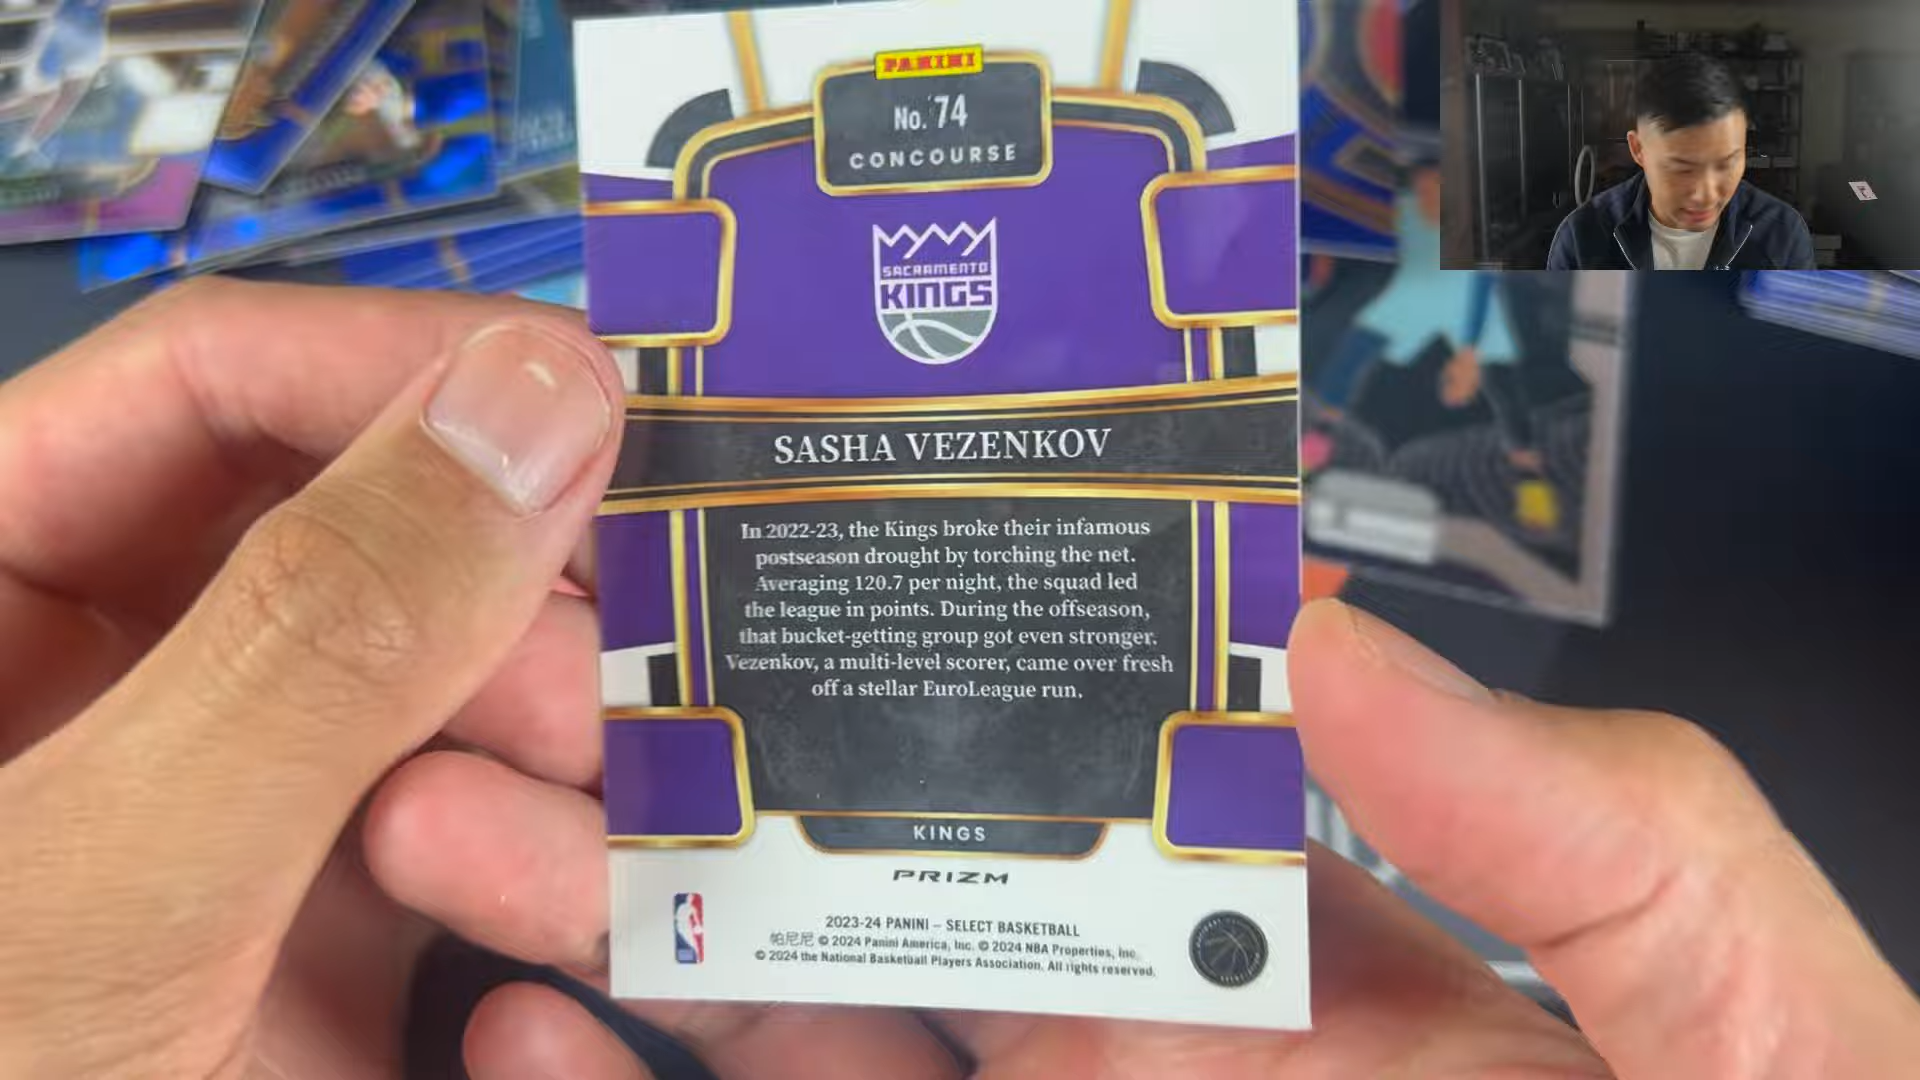 PANINI
No. 74
CONCOURSE
SACRAMENTO
KINGS
SASHA VEZENKOV
In 2022-23, the Kings broke their infamous
postseason drought by torching the net.
Averaging 120.7 per night, the squad led
the league in points. During the offseason,
that bucket-getting group got even stronger.
Vezenkov, a multi-level scorer, came over fresh
off a stellar EuroLeague run.
KINGS
PRIZM
2023-24 PANINI – SELECT BASKETBALL
帕尼尼 © 2024 Panini America, Inc. © 2024 NBA Properties, Inc.
© 2024 the National Basketball Players Association. All rights reserved.